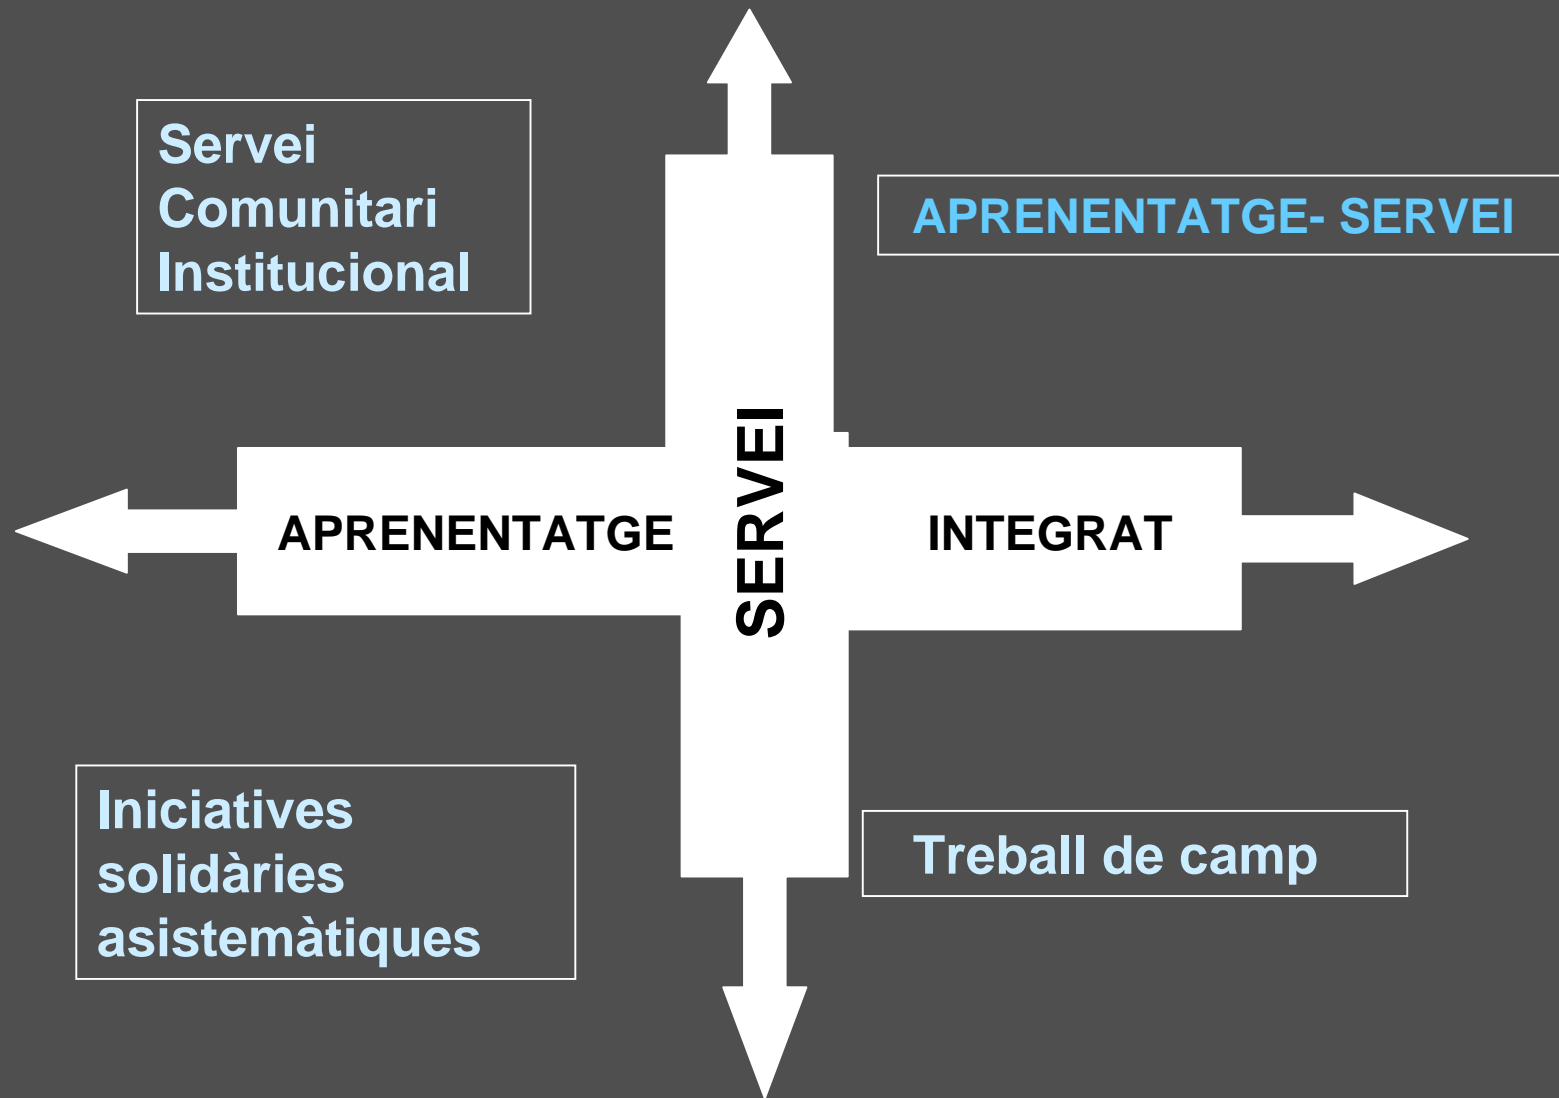 Servei
Comunitari
Institucional
APRENENTATGE- SERVEI
SERVEI
APRENENTATGE
INTEGRAT
Iniciatives
solidàries
asistemàtiques
Treball de camp